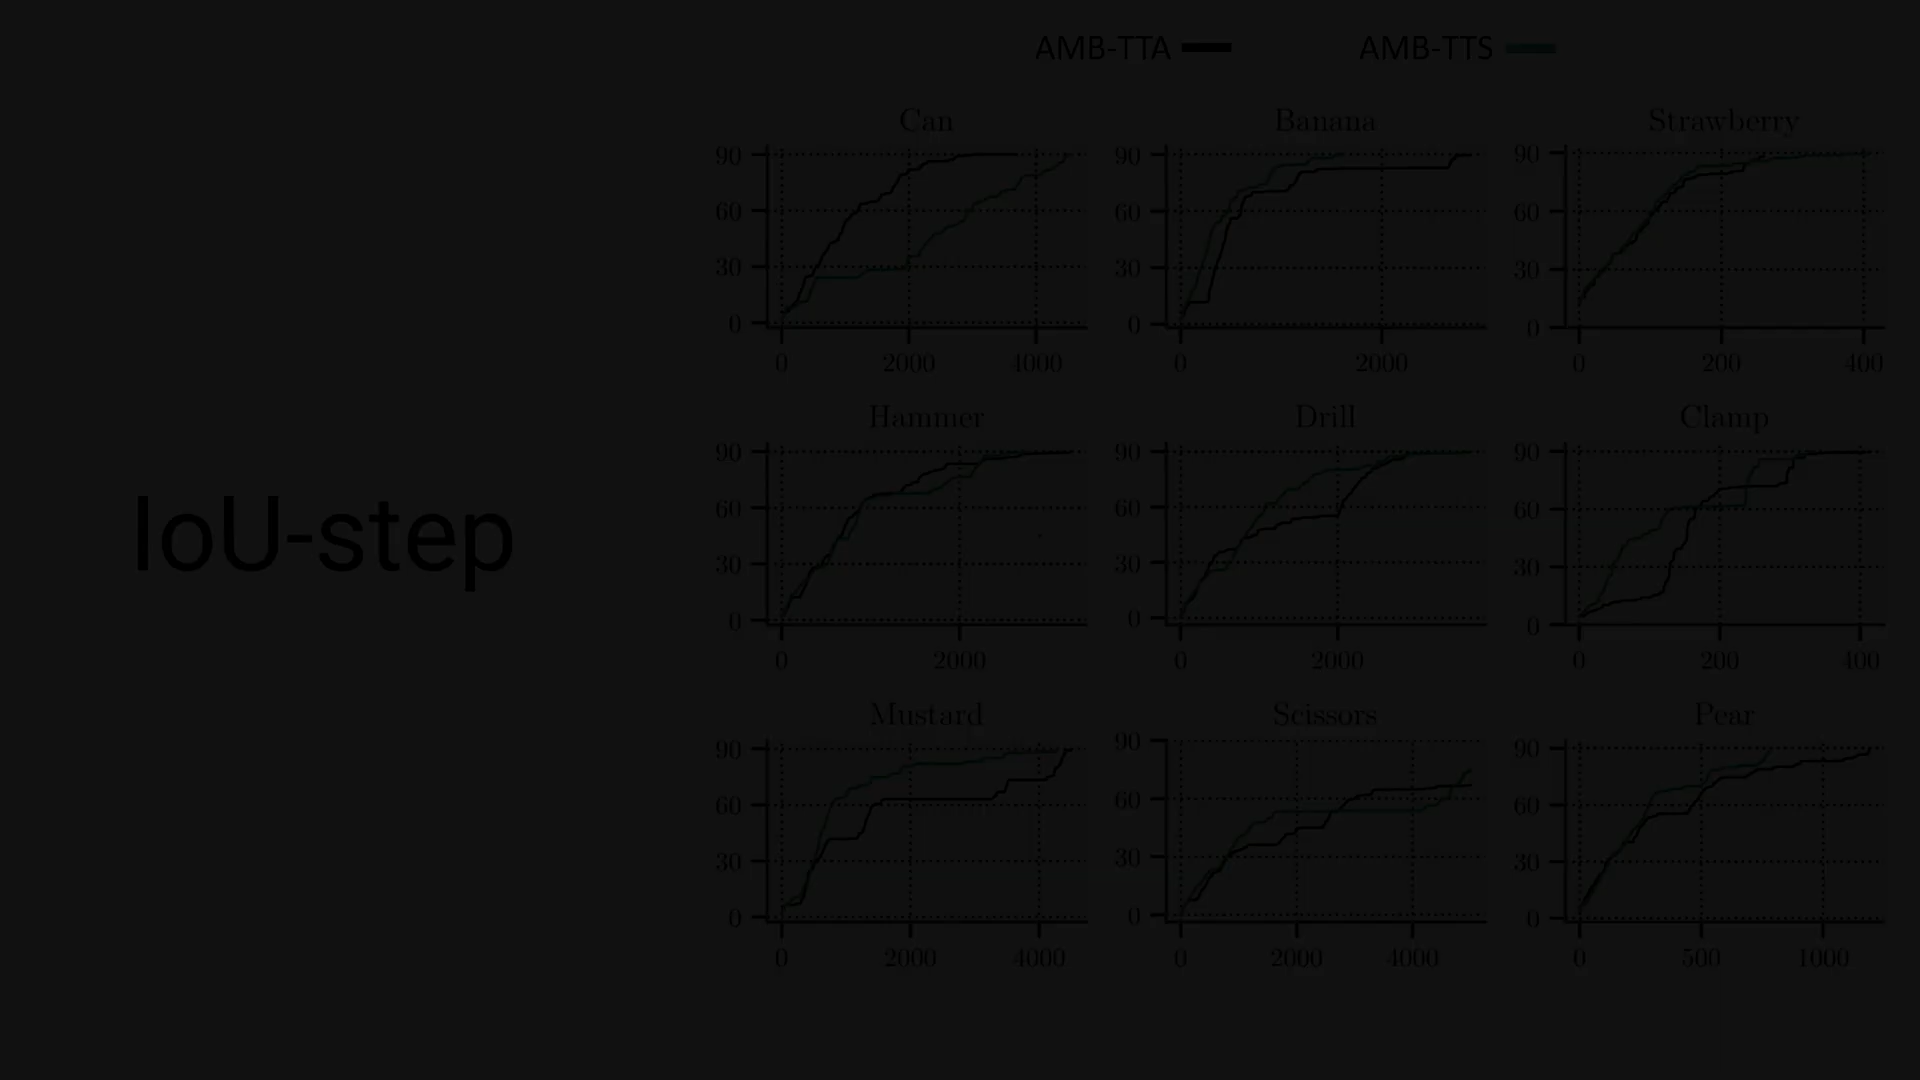 AMB-TTA AMB-TTS
Can Banana Strawberry
90 90 90
60 60 60
30 30 30
0 0 0
0 2000 4000 0 2000 0 200 400
Hammer Drill Clamp
90 90 90
60 60 60
30 30 30
0 0 0
0 2000 0 2000 0 200 400
IoU-step
Mustard Scissors Pear
90 90 90
60 60 60
30 30 30
0 0 0
0 2000 4000 0 2000 4000 0 500 1000